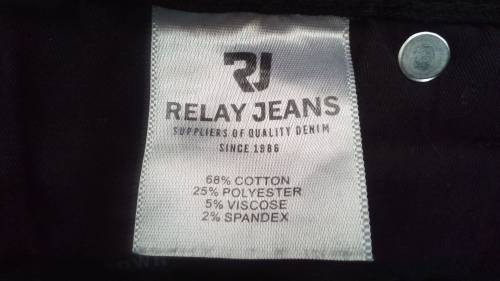 RJ
RELAY JEANS
SUPPLIERS OF QUALITY DENIM
SINCE 1986
68% COTTON
25% POLYESTER
5% VISCOSE
2% SPANDEX